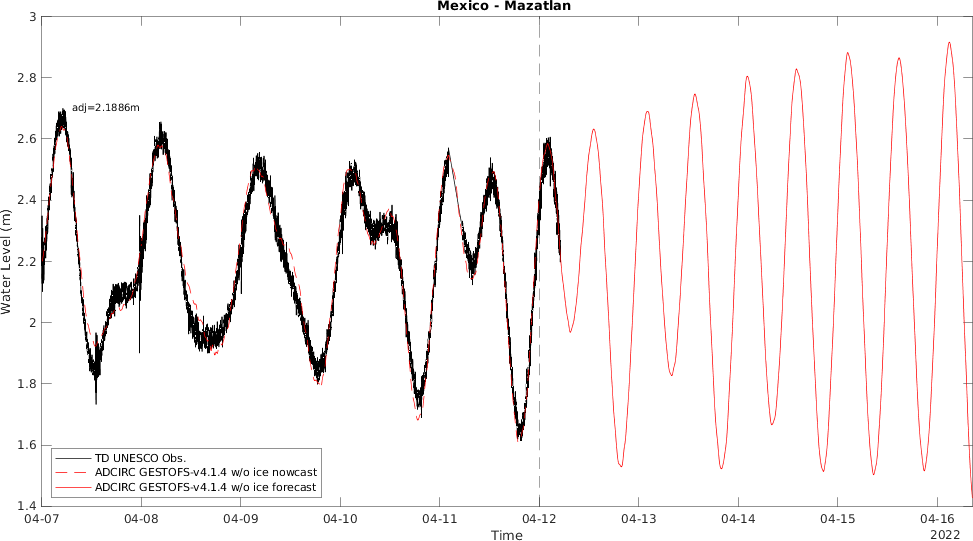 Mexico - Mazatlan
3
2.8
2.6
2.4
2.2
2
1.8
1.6
1.4
Water Level (m)
adj=2.1886m
TD UNESCO Obs.
ADCIRC GESTOFS-v4.1.4 w/o ice nowcast
ADCIRC GESTOFS-v4.1.4 w/o ice forecast
04-07 04-08 04-09 04-10 04-11 04-12 04-13 04-14 04-15 04-16
Time
2022